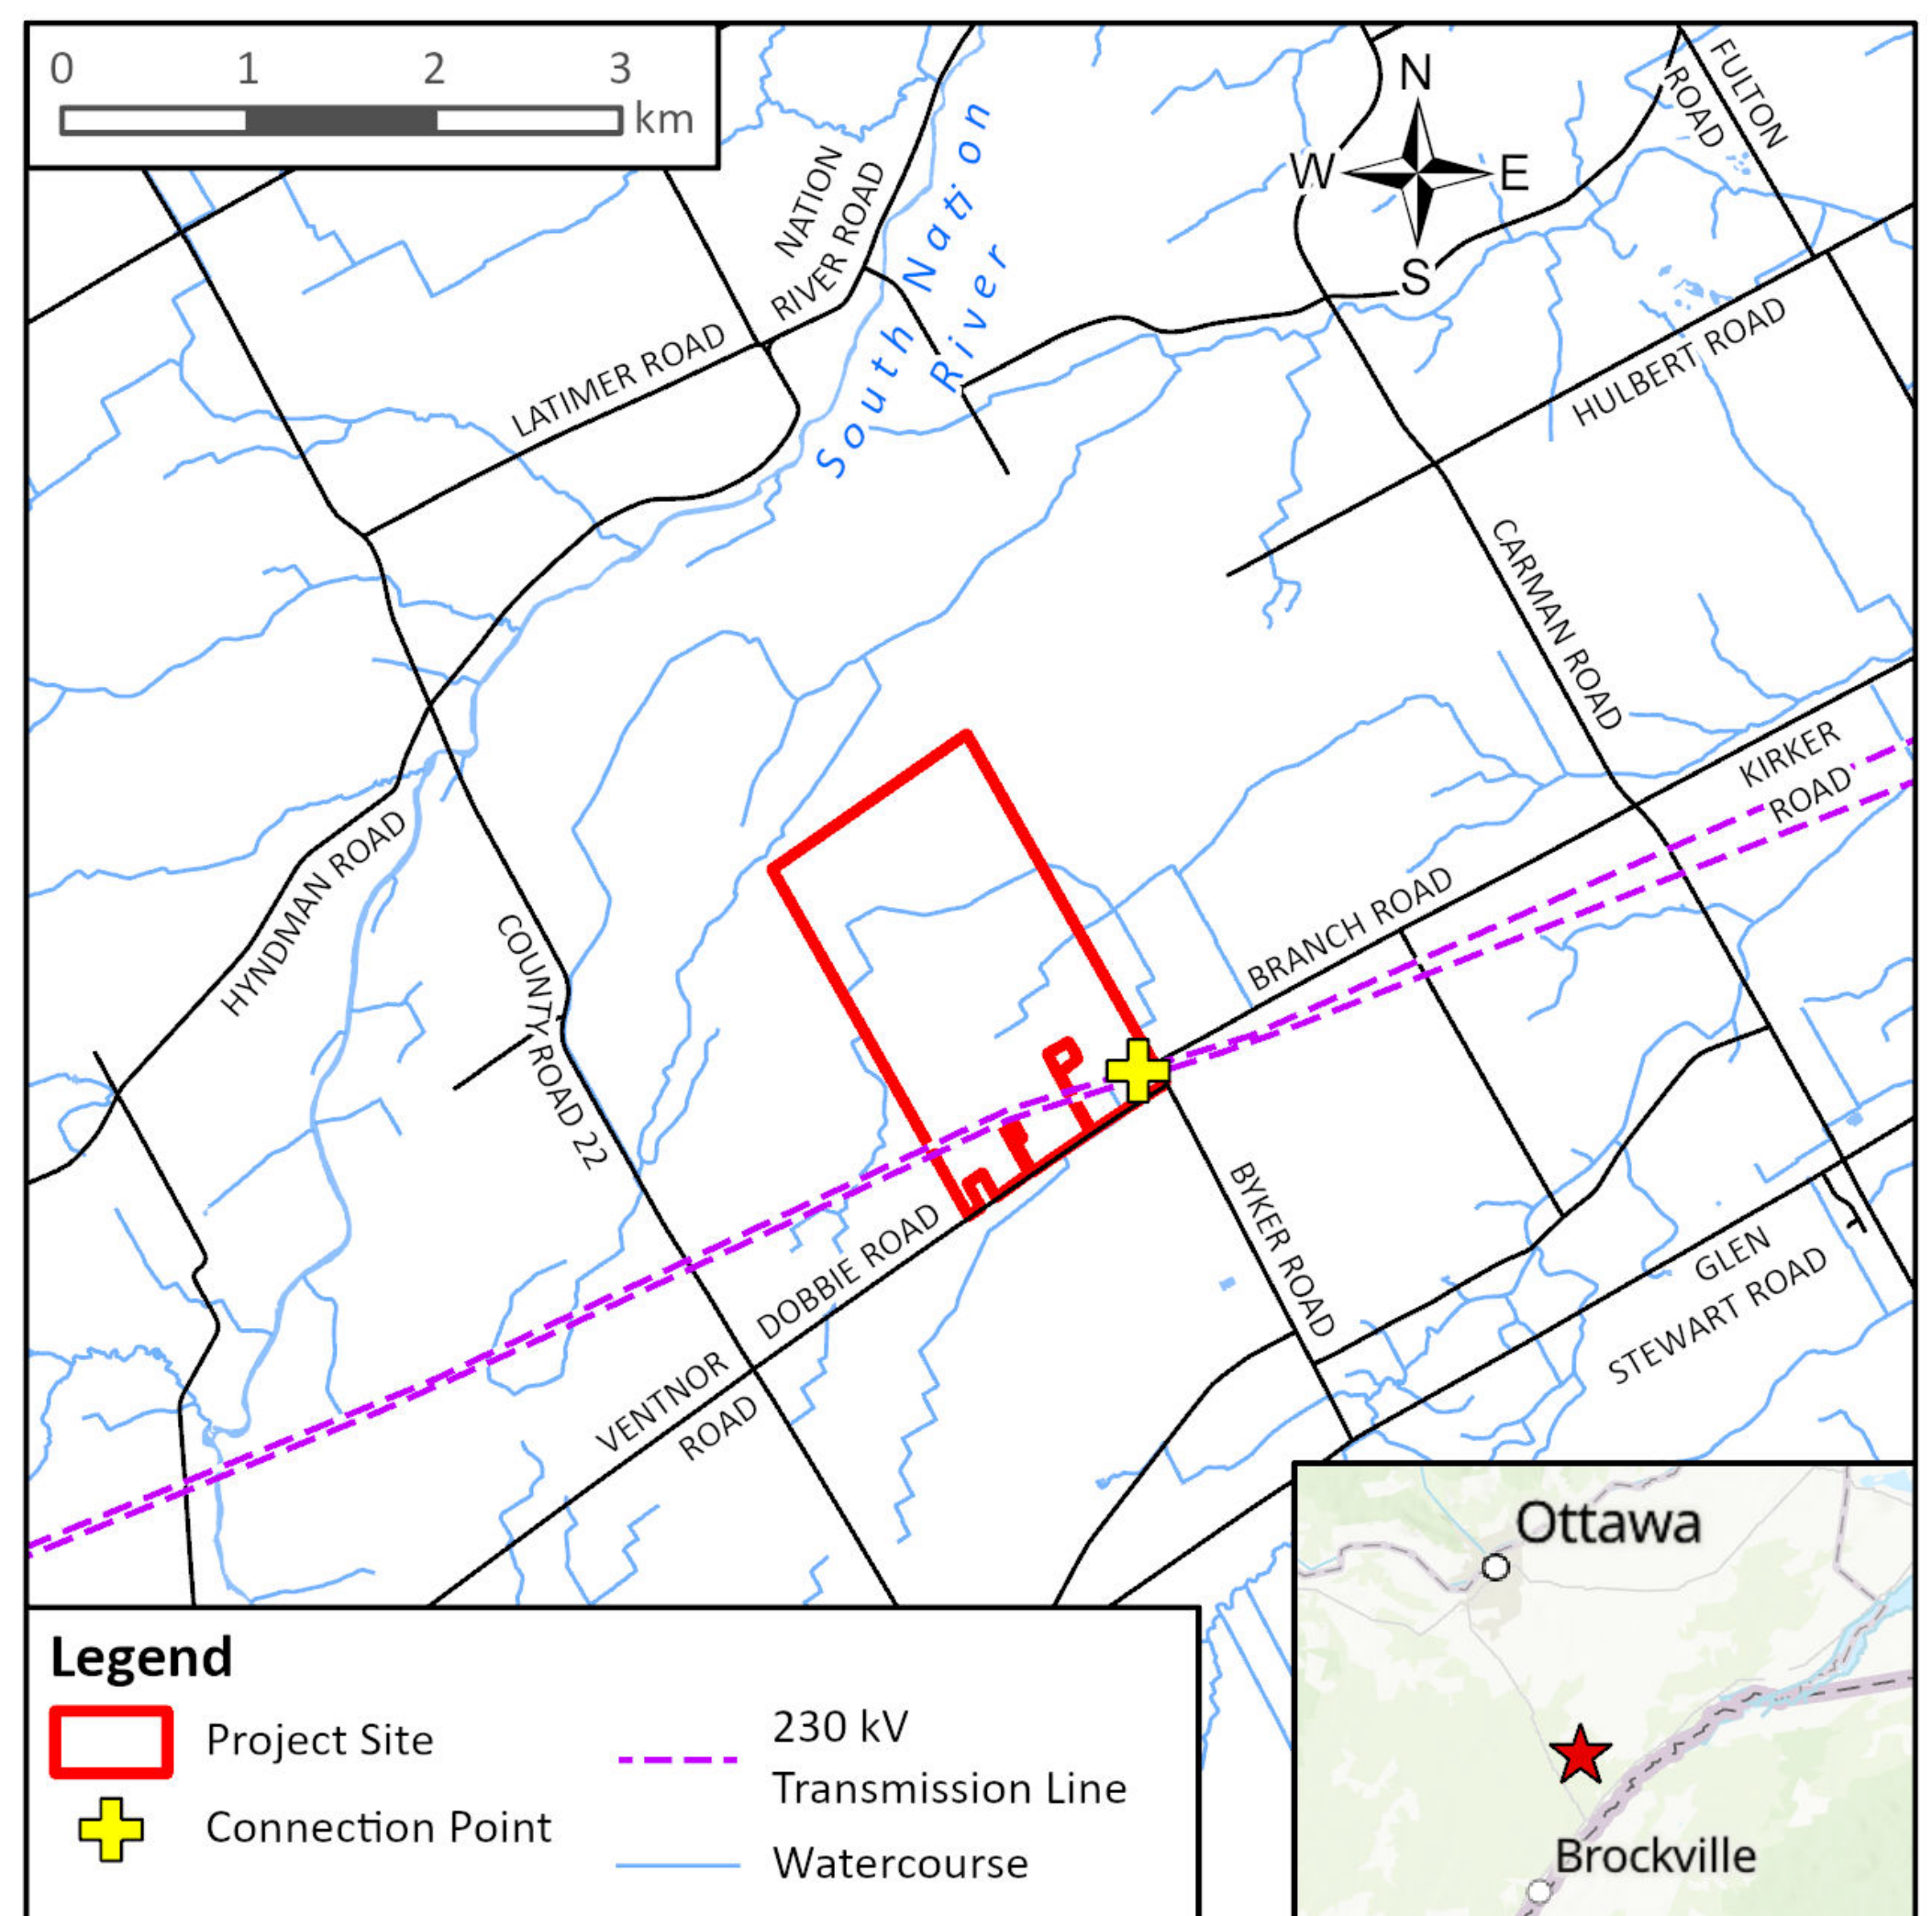 0 1 2 3
km
N
W E
S
FULTON
ROAD
NATION
RIVER ROAD
South Nation
River
LATIMER ROAD
HULBERT ROAD
CARMAN ROAD
KIRKER
ROAD
HYNDMAN ROAD
COUNTY ROAD 22
BRANCH ROAD
BYKER ROAD
DOBBIE ROAD
GLEN
STEWART ROAD
VENTNOR
ROAD
Legend
Project Site
Connection Point
230 kV
Transmission Line
Watercourse
Ottawa
Brockville